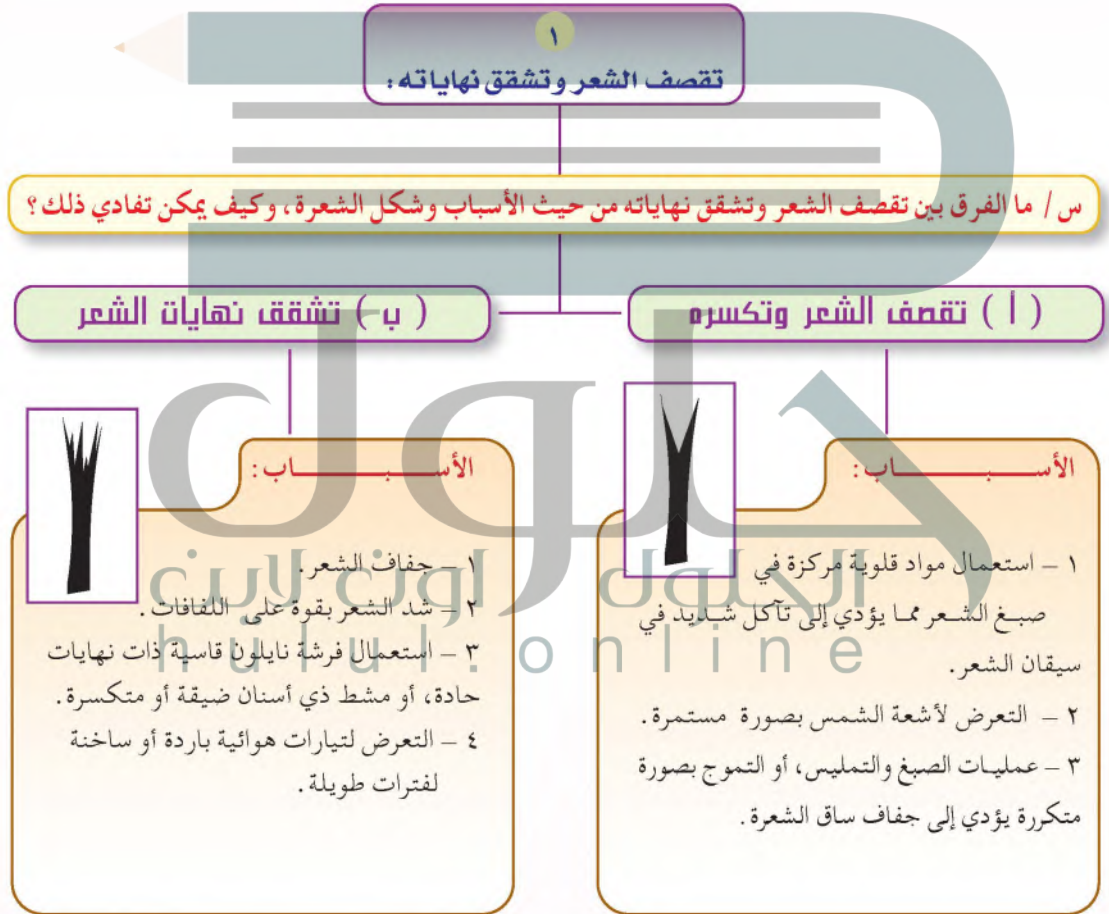 ١
تقصف الشعر وتشقق نهاياته:
س / ما الفرق بين تقصف الشعر وتشقق نهاياته من حيث الأسباب وشكل الشعرة، وكيف يمكن تفادي ذلك؟
( أ ) تقصف الشعر وتكسره
الأسبـــاب:
١ – استعمال مواد قلوية مركزة في
صبغ الشعر مما يؤدي إلى تآكل شديد في
سيقان الشعر.
٢ – التعرض لأشعة الشمس بصورة مستمرة.
٣ – عمليات الصبغ والتمليس، أو التموج بصورة
متكررة يؤدي إلى جفاف ساق الشعرة.
( ب ) تشقق نهايات الشعر
الأسبـــاب:
١ – جفاف الشعر.
٢ – شد الشعر بقوة على اللفافات.
٣ – استعمال فرشة نايلون قاسية ذات نهايات
حادة، أو مشط ذي أسنان ضيقة أو متكسرة.
٤ – التعرض لتيارات هوائية باردة أو ساخنة
لفترات طويلة.
حلول
الحلول اون لاين
hulul.online